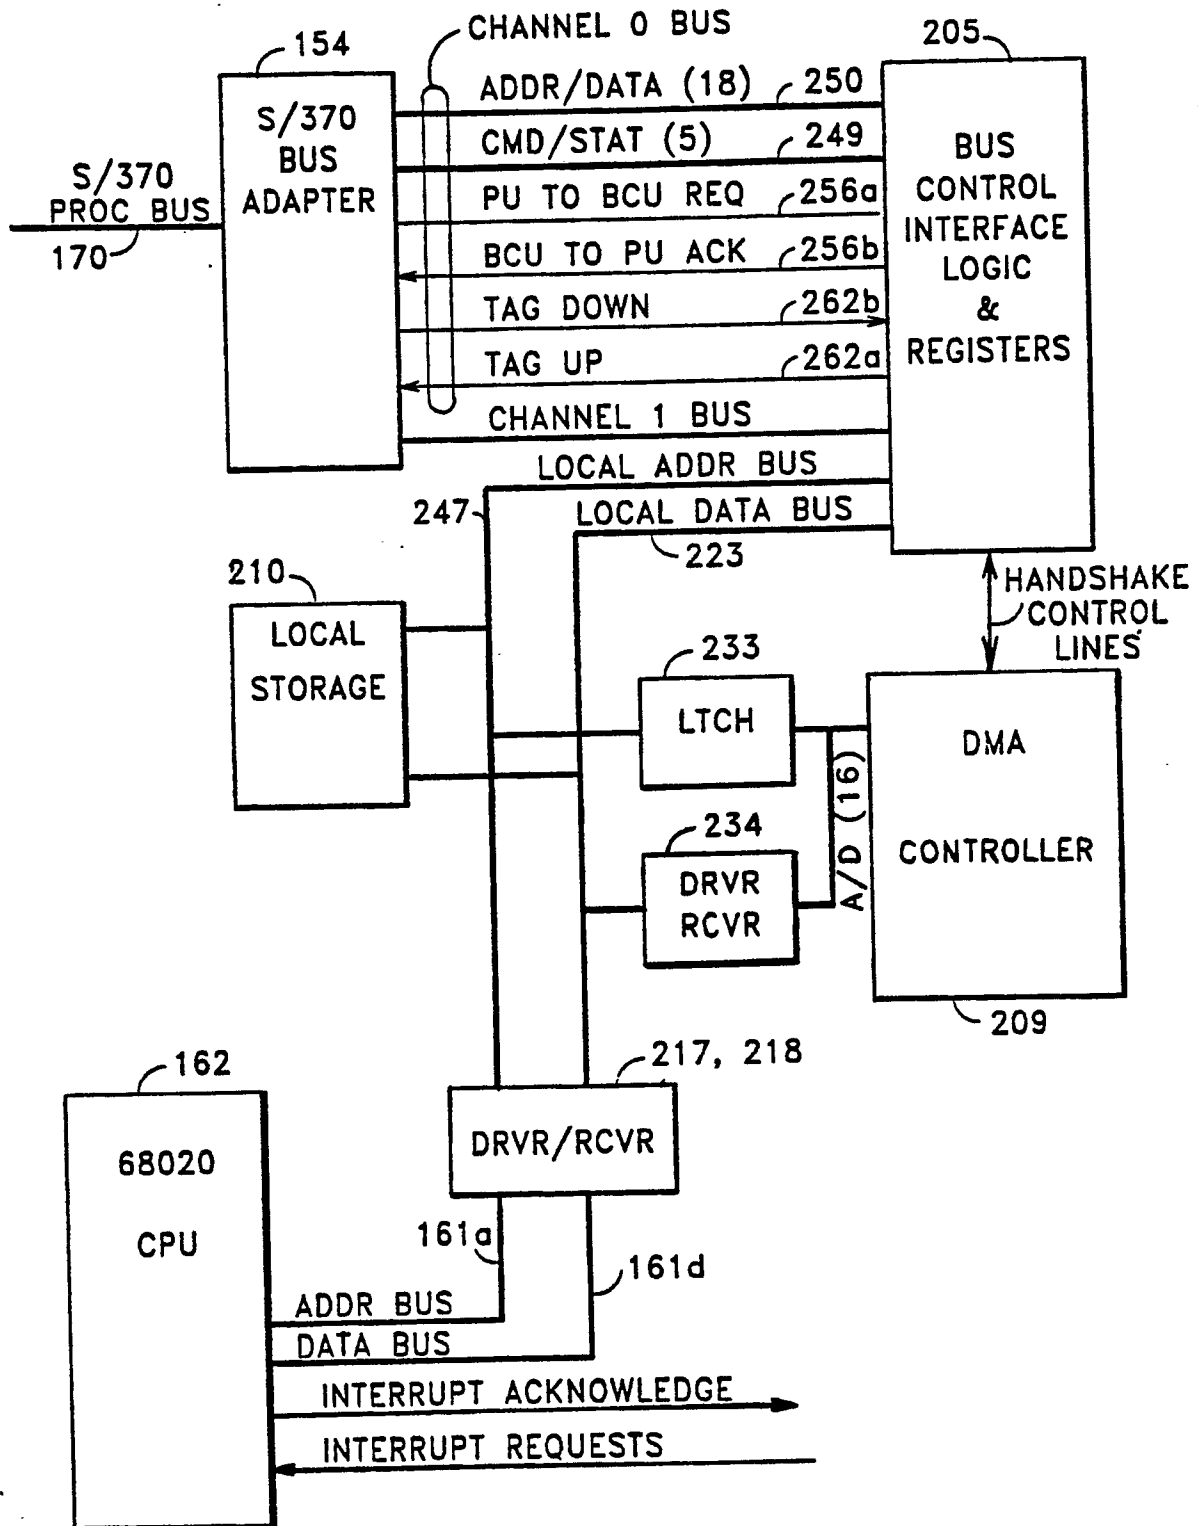 CHANNEL 0 BUS
154
205
S/370
BUS
ADAPTER
ADDR/DATA (18)
250
CMD/STAT (5)
249
PU TO BCU REQ
256a
BCU TO PU ACK
256b
TAG DOWN
262b
TAG UP
262a
CHANNEL 1 BUS
BUS
CONTROL
INTERFACE
LOGIC
&
REGISTERS
S/370
PROC BUS
170
LOCAL ADDR BUS
247
LOCAL DATA BUS
223
210
LOCAL
STORAGE
HANDSHAKE
CONTROL
LINES
233
LTCH
234
DRVR
RCVR
A/D (16)
DMA
CONTROLLER
209
217, 218
DRVR/RCVR
162
68020
CPU
161a
161d
ADDR BUS
DATA BUS
INTERRUPT ACKNOWLEDGE
INTERRUPT REQUESTS